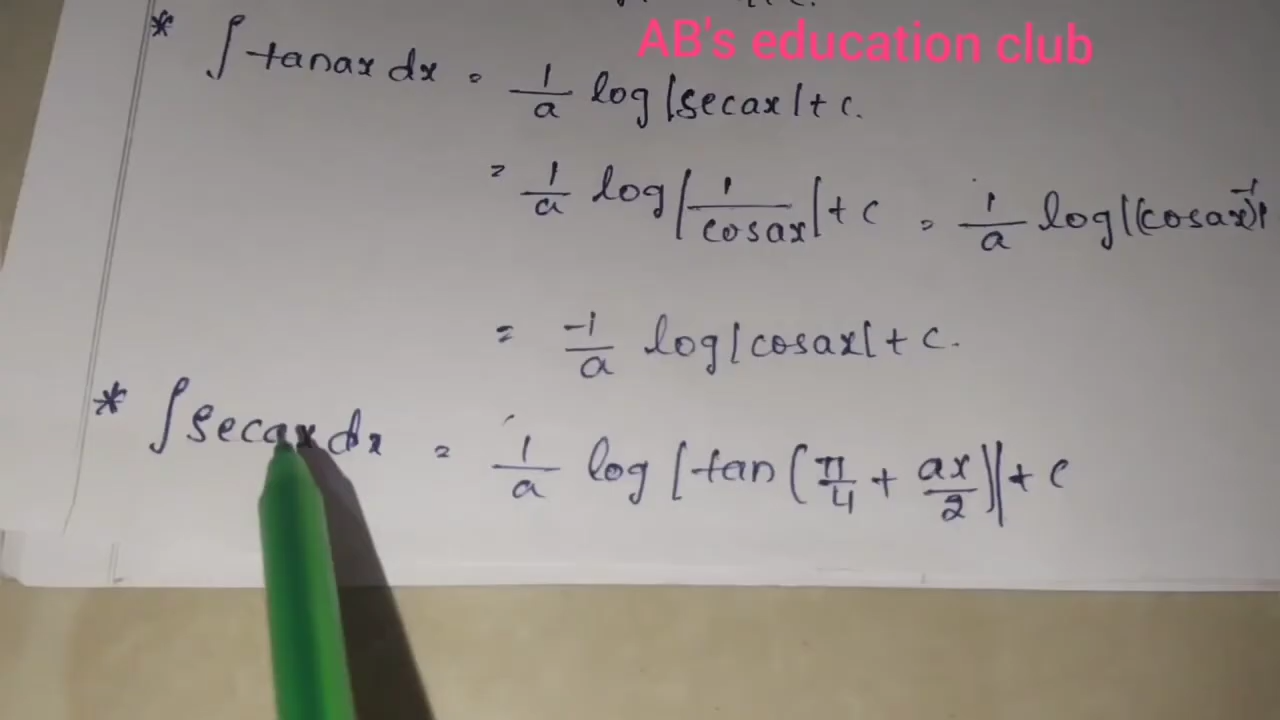 AB's education club
* ∫ tanax dx = 1/a log|secax|+c.
= 1/a log|1/cosax|+c = 1/a log|(cosax)^-1|
= -1/a log|cosax|+c.
* ∫secax dx = 1/a log|tan(π/4 + ax/2)|+c